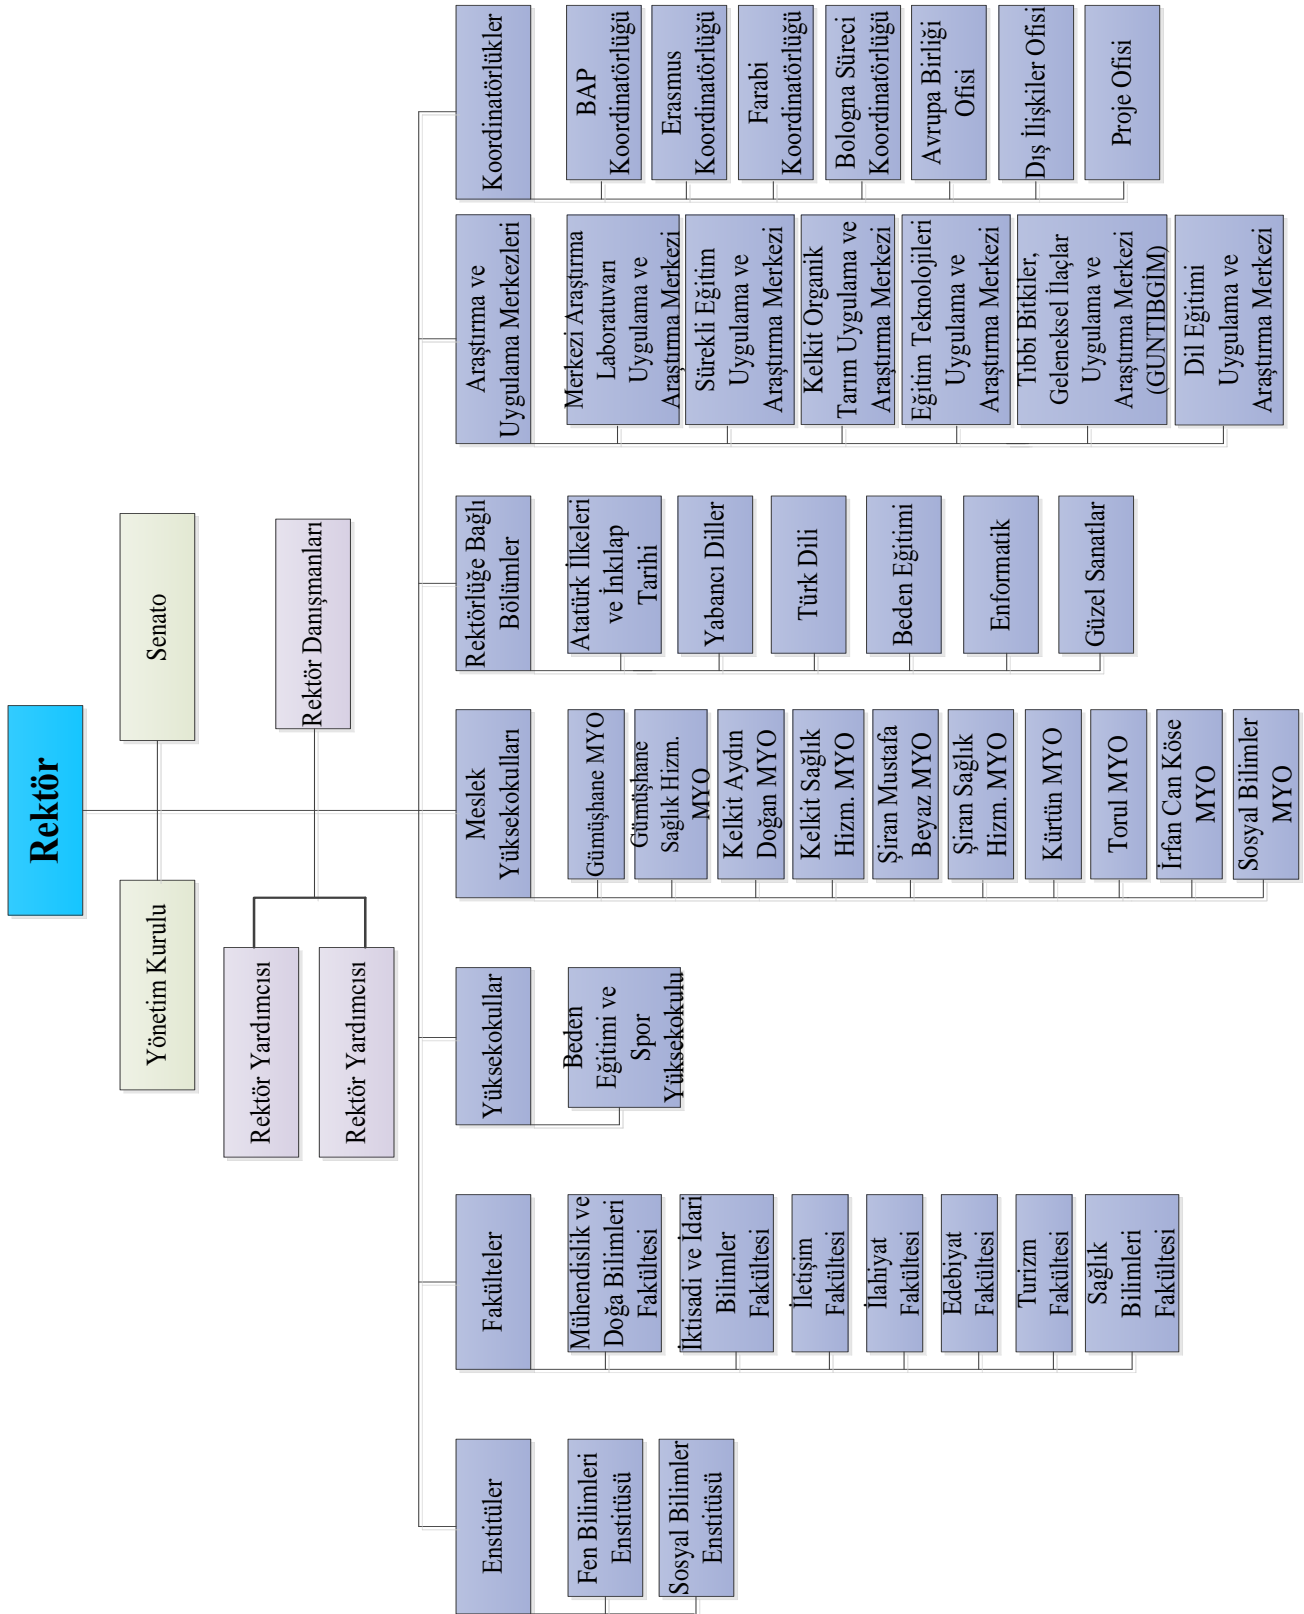 Rektör
Yönetim Kurulu
Senato
Rektör Yardımcısı
Rektör Yardımcısı
Rektör Danışmanları
Enstitüler
Fen Bilimleri
Enstitüsü
Sosyal Bilimler
Enstitüsü
Fakülteler
Mühendislik ve
Doğa Bilimleri
Fakültesi
İktisadi ve İdari
Bilimler
Fakültesi
İletişim
Fakültesi
İlahiyat
Fakültesi
Edebiyat
Fakültesi
Turizm
Fakültesi
Sağlık
Bilimleri
Fakültesi
Yüksekokullar
Beden
Eğitimi ve
Spor
Yüksekokulu
Meslek
Yüksekokulları
Gümüşhane MYO
Gümüşhane
Sağlık Hizm.
MYO
Kelkit Aydın
Doğan MYO
Kelkit Sağlık
Hizm. MYO
Şiran Mustafa
Beyaz MYO
Şiran Sağlık
Hizm. MYO
Kürtün MYO
Torul MYO
İrfan Can Köse
MYO
Sosyal Bilimler
MYO
Rektörlüğe Bağlı
Bölümler
Atatürk İlkeleri
ve İnkılap
Tarihi
Yabancı Diller
Türk Dili
Beden Eğitimi
Enformatik
Güzel Sanatlar
Araştırma ve
Uygulama Merkezleri
Merkezi Araştırma
Laboratuvarı
Uygulama ve
Araştırma Merkezi
Sürekli Eğitim
Uygulama ve
Araştırma Merkezi
Kelkit Organik
Tarım Uygulama ve
Araştırma Merkezi
Eğitim Teknolojileri
Uygulama ve
Araştırma Merkezi
Tıbbi Bitkiler,
Geleneksel İlaçlar
Uygulama ve
Araştırma Merkezi
(GUNTIBGİM)
Dil Eğitimi
Uygulama ve
Araştırma Merkezi
Koordinatörlükler
BAP
Koordinatörlüğü
Erasmus
Koordinatörlüğü
Farabi
Koordinatörlüğü
Bologna Süreci
Koordinatörlüğü
Avrupa Birliği
Ofisi
Dış İlişkiler Ofisi
Proje Ofisi